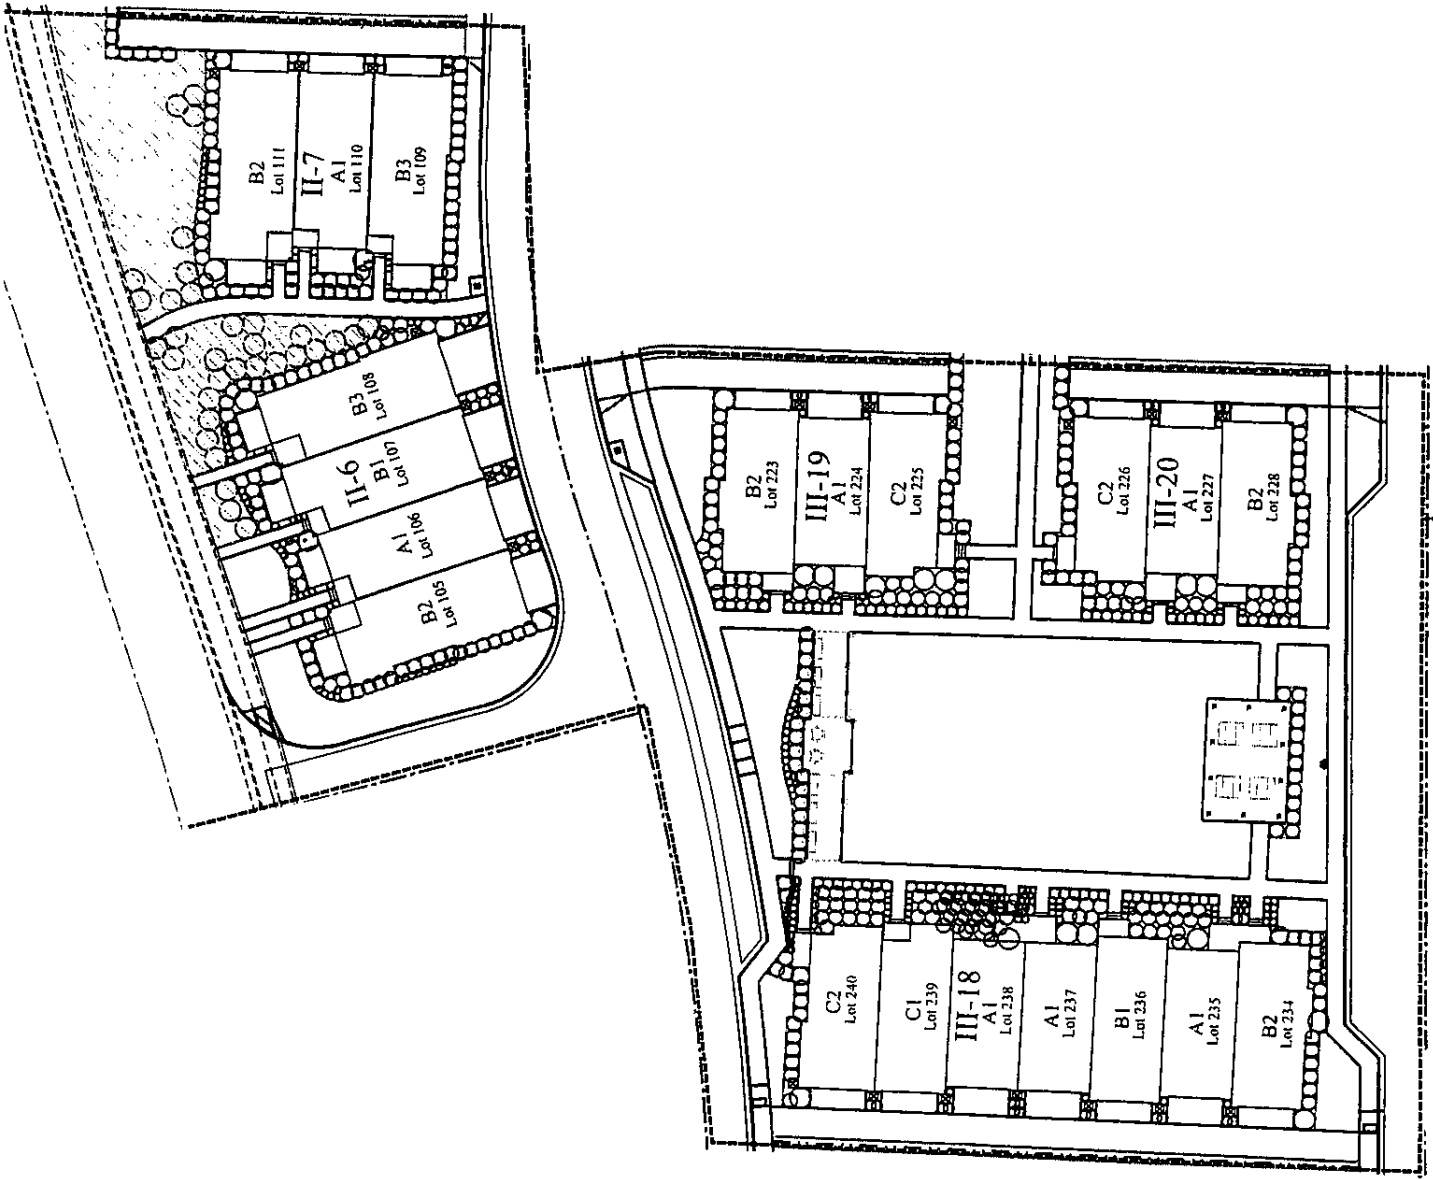 B2
Lot 111
II-7
A1
Lot 110
B3
Lot 109
B3
Lot 108
II-6
B1
Lot 107
A1
Lot 106
B2
Lot 105
B2
Lot 223
III-19
A1
Lot 224
C2
Lot 225
C2
Lot 226
III-20
A1
Lot 227
B2
Lot 228
C2
Lot 240
C1
Lot 239
III-18
A1
Lot 238
A1
Lot 237
B1
Lot 236
A1
Lot 235
B2
Lot 234